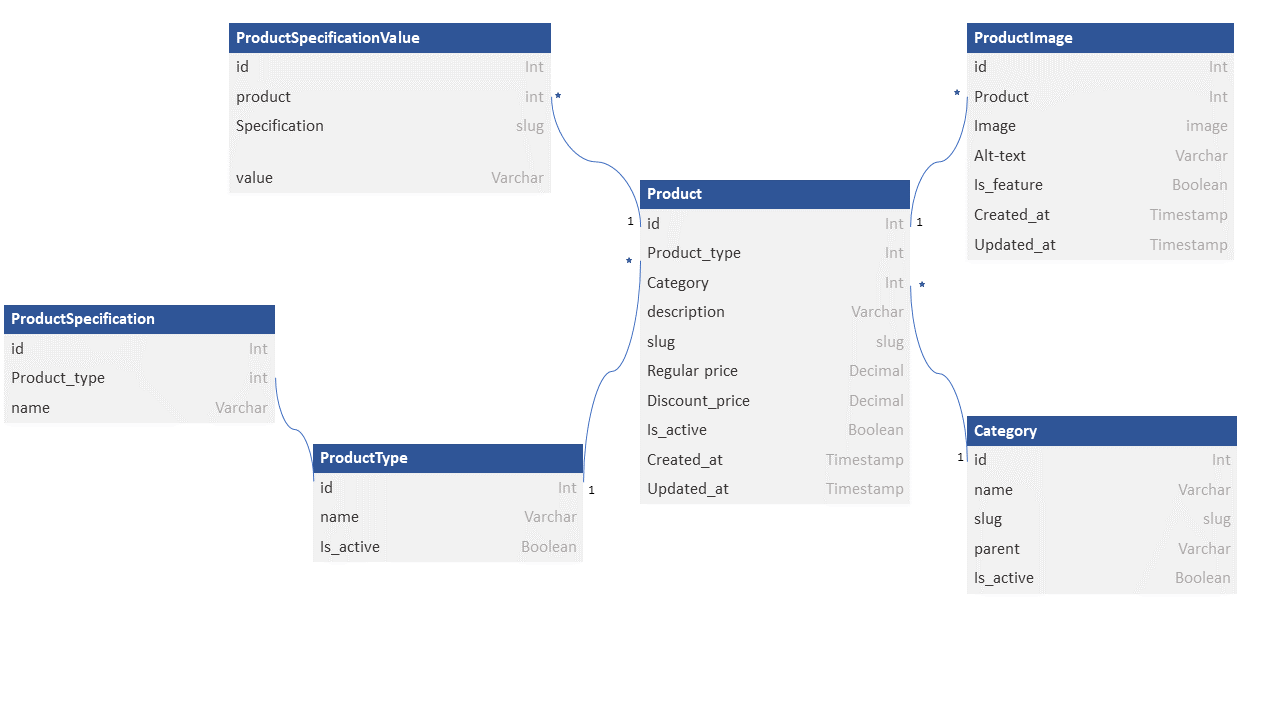 ProductSpecificationValue
id Int
product int *
Specification slug
value Varchar
ProductImage
id Int
* Product Int
Image image
Alt-text Varchar
Is_feature Boolean
Created_at Timestamp
Updated_at Timestamp
Product
1 id Int 1
* Product_type Int
Category Int *
description Varchar
slug slug
Regular price Decimal
Discount_price Decimal
Is_active Boolean
Created_at Timestamp
Updated_at Timestamp
ProductSpecification
id Int
Product_type int
name Varchar
ProductType
id Int 1
name Varchar
Is_active Boolean
Category
1 id Int
name Varchar
slug slug
parent Varchar
Is_active Boolean